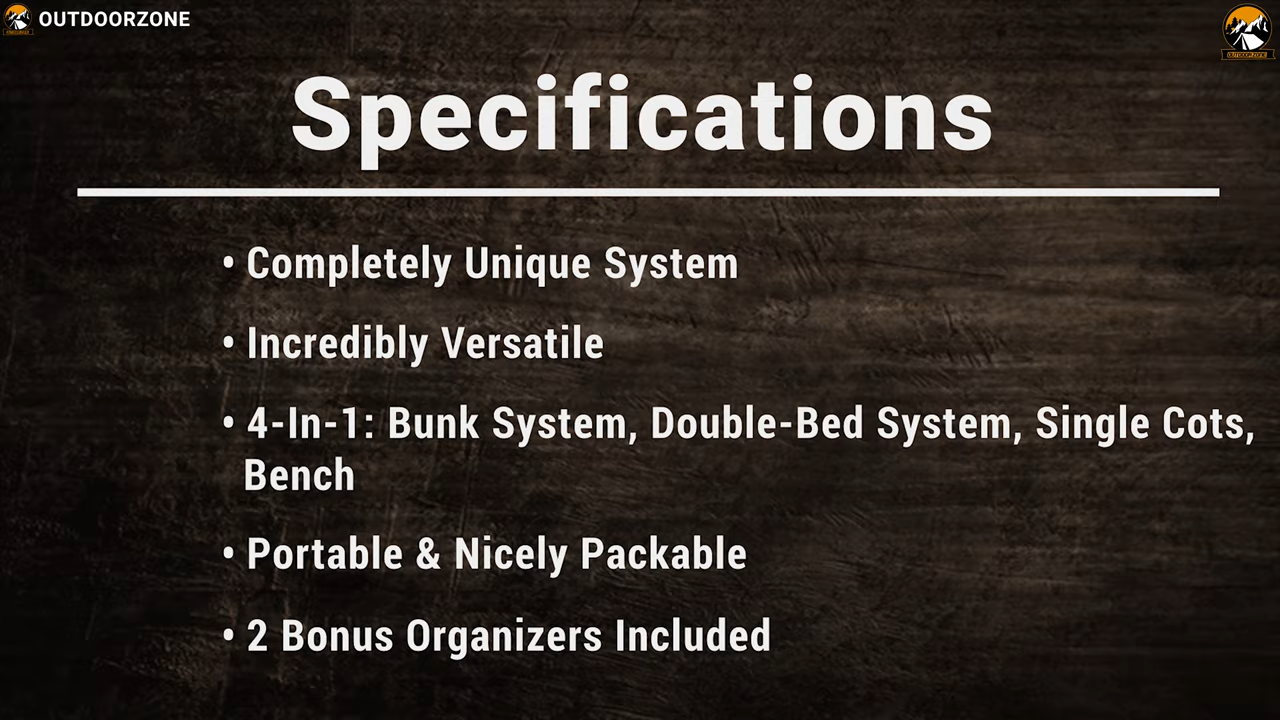 OUTDOORZONE
Specifications
• Completely Unique System
• Incredibly Versatile
• 4-In-1: Bunk System, Double-Bed System, Single Cots,
Bench
• Portable & Nicely Packable
• 2 Bonus Organizers Included